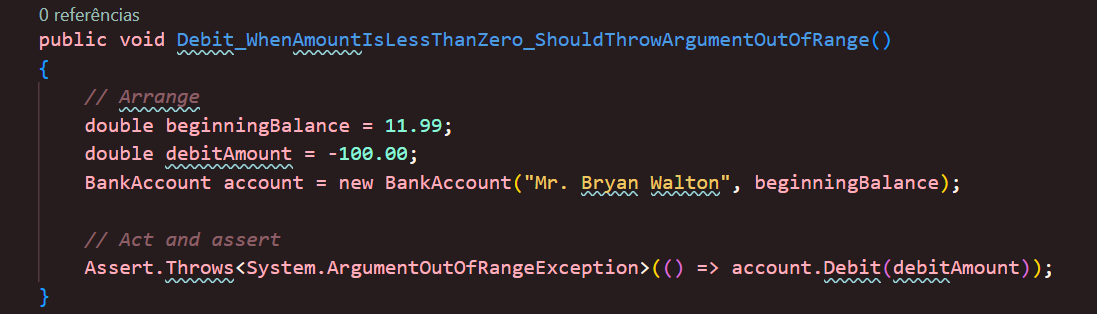 0 referências
public void Debit_WhenAmountIsLessThanZero_ShouldThrowArgumentOutOfRange()
{
    // Arrange
    double beginningBalance = 11.99;
    double debitAmount = -100.00;
    BankAccount account = new BankAccount("Mr. Bryan Walton", beginningBalance);

    // Act and assert
    Assert.Throws<System.ArgumentOutOfRangeException>(() => account.Debit(debitAmount));
}